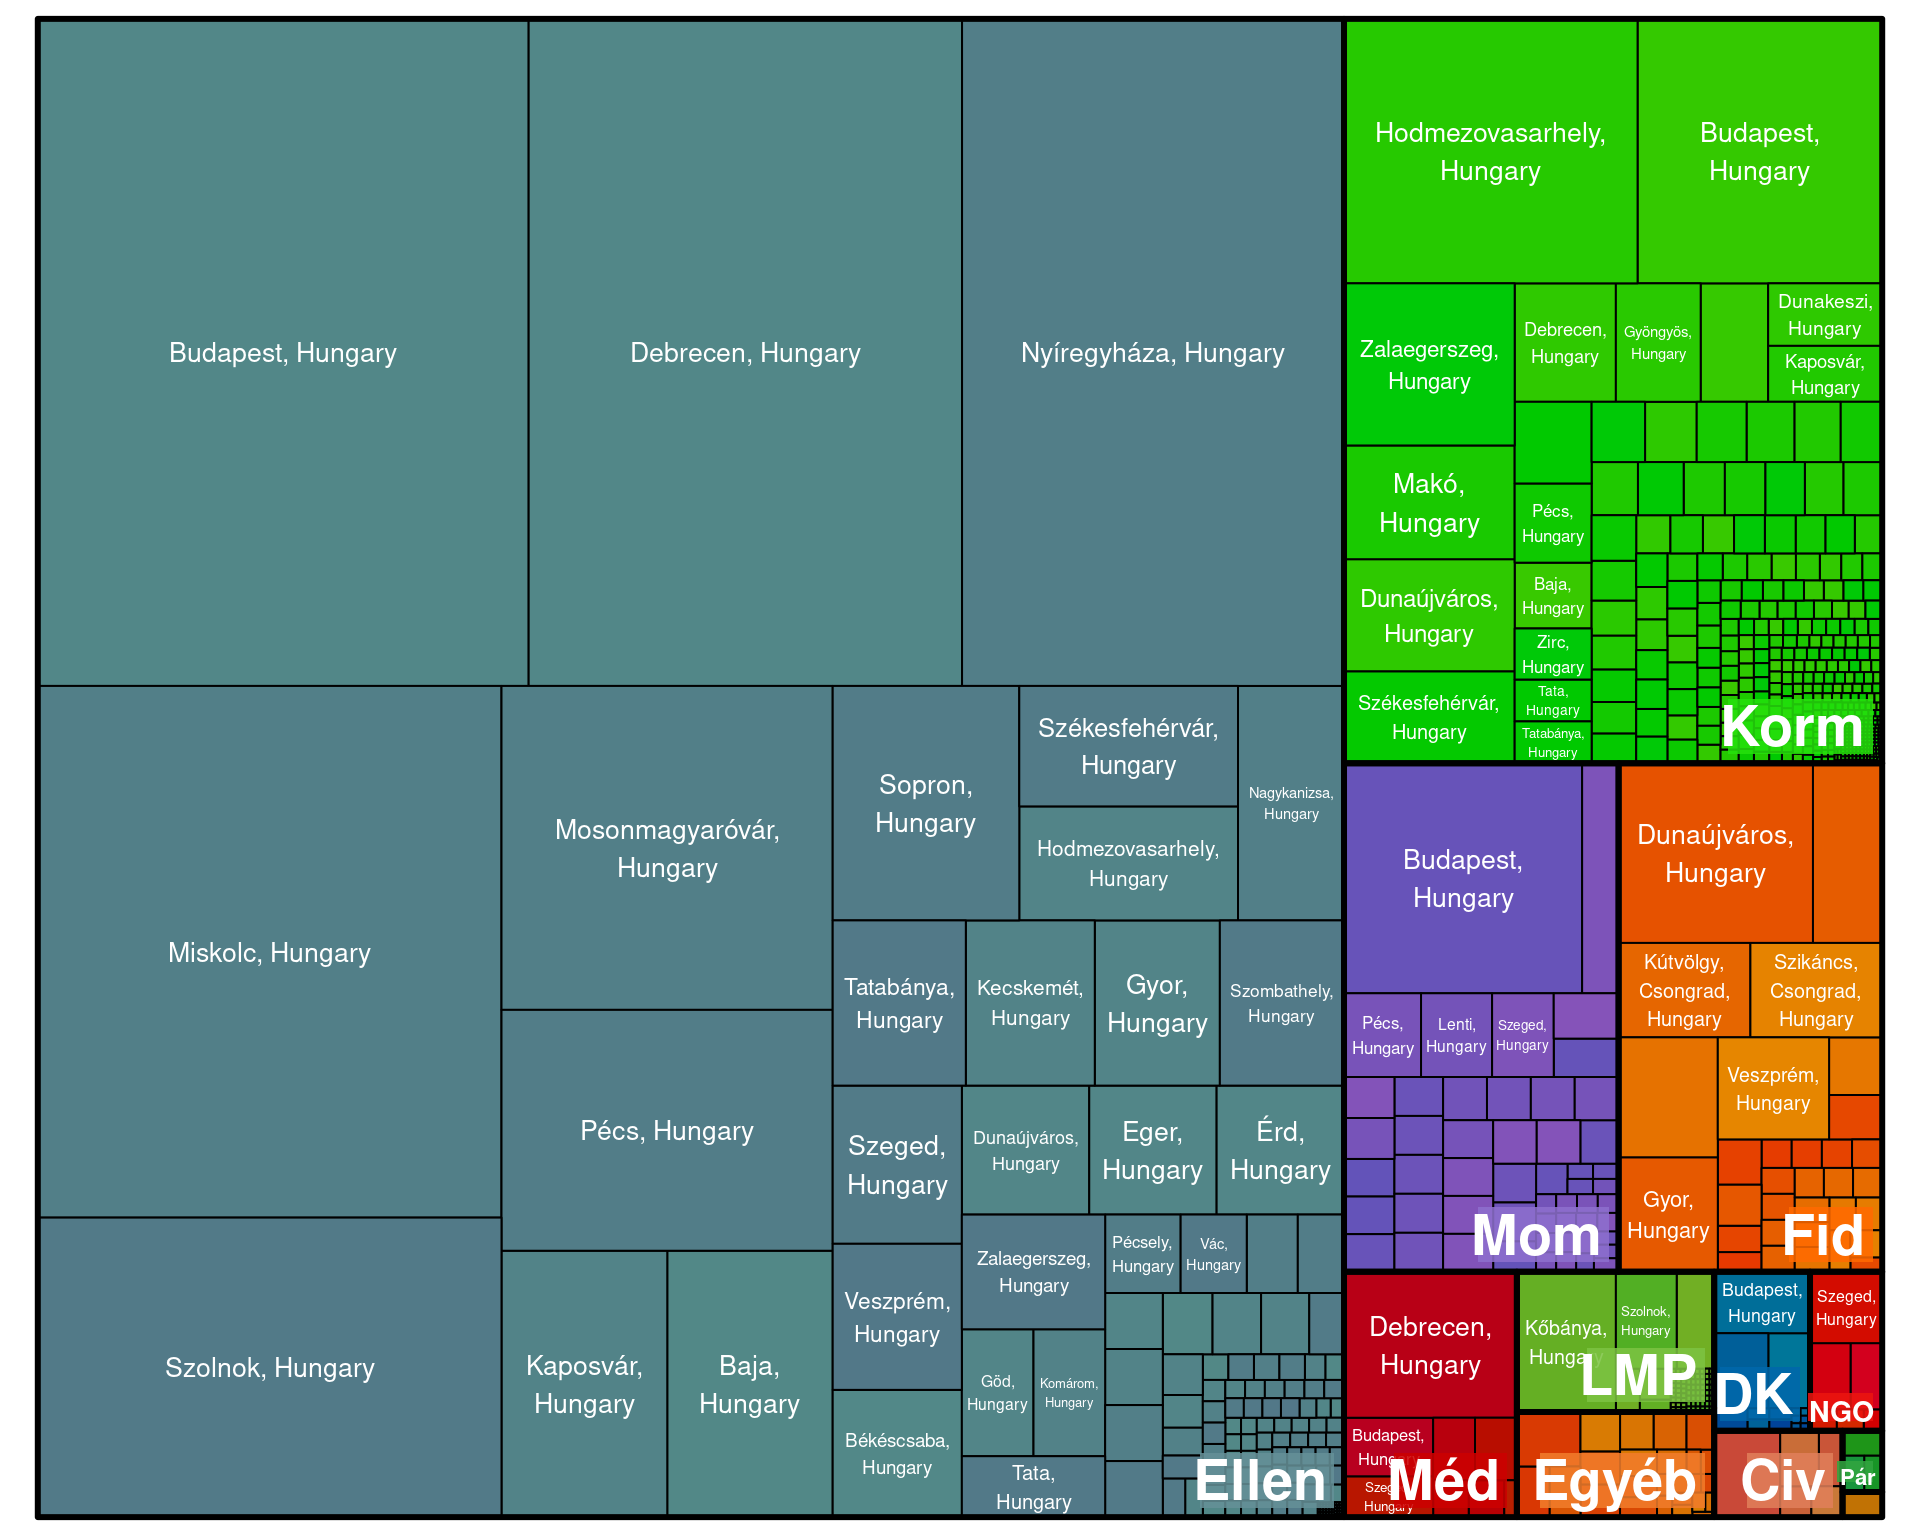 Budapest, Hungary
Debrecen, Hungary
Nyíregyháza, Hungary
Miskolc, Hungary
Szolnok, Hungary
Mosonmagyaróvár,
Hungary
Pécs, Hungary
Kaposvár,
Hungary
Baja,
Hungary
Sopron,
Hungary
Székesfehérvár,
Hungary
Hodmezovasarhely,
Hungary
Nagykanizsa,
Hungary
Tatabánya,
Hungary
Kecskemét,
Hungary
Gyor,
Hungary
Szombathely,
Hungary
Szeged,
Hungary
Dunaújváros,
Hungary
Eger,
Hungary
Érd,
Hungary
Veszprém,
Hungary
Békéscsaba,
Hungary
Zalaegerszeg,
Hungary
Pécsely,
Hungary
Vác,
Hungary
Göd,
Hungary
Komárom,
Hungary
Tata,
Hungary
Ellen
Hodmezovasarhely,
Hungary
Budapest,
Hungary
Zalaegerszeg,
Hungary
Debrecen,
Hungary
Gyöngyös,
Hungary
Dunakeszi,
Hungary
Kaposvár,
Hungary
Makó,
Hungary
Pécs,
Hungary
Dunaújváros,
Hungary
Baja,
Hungary
Zirc,
Hungary
Székesfehérvár,
Hungary
Tata,
Hungary
Tatabánya,
Hungary
Korm
Budapest,
Hungary
Pécs,
Hungary
Lenti,
Hungary
Szeged,
Hungary
Mom
Dunaújváros,
Hungary
Kútvölgy,
Csongrad,
Hungary
Szikáncs,
Csongrad,
Hungary
Veszprém,
Hungary
Gyor,
Hungary
Fid
Debrecen,
Hungary
Budapest,
Hungary
Szeged,
Hungary
Méd
Kőbánya,
Hungary
Szolnok,
Hungary
LMP
Egyéb
Budapest,
Hungary
DK
Szeged,
Hungary
NGO
Civ
Pár